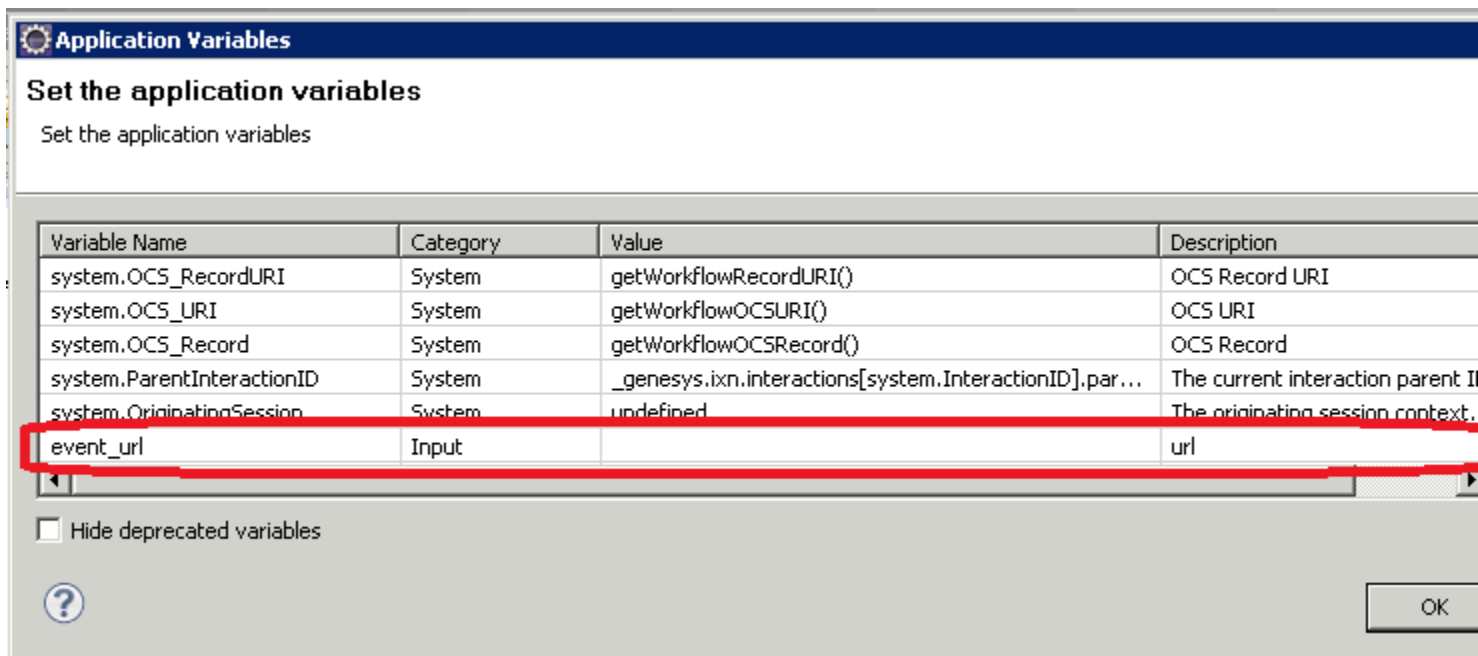 Application Variables
Set the application variables
Set the application variables
Variable Name Category Value Description
system.OCS_RecordURI System getWorkflowRecordURI() OCS Record URI
system.OCS_URI System getWorkflowOCSURI() OCS URI
system.OCS_Record System getWorkflowOCSRecord() OCS Record
system.ParentInteractionID System _genesys.ixn.interactions[system.InteractionID].par... The current interaction parent I
system.OriginatingSession System undefined The originating session context.
event_url Input url
Hide deprecated variables
?
OK